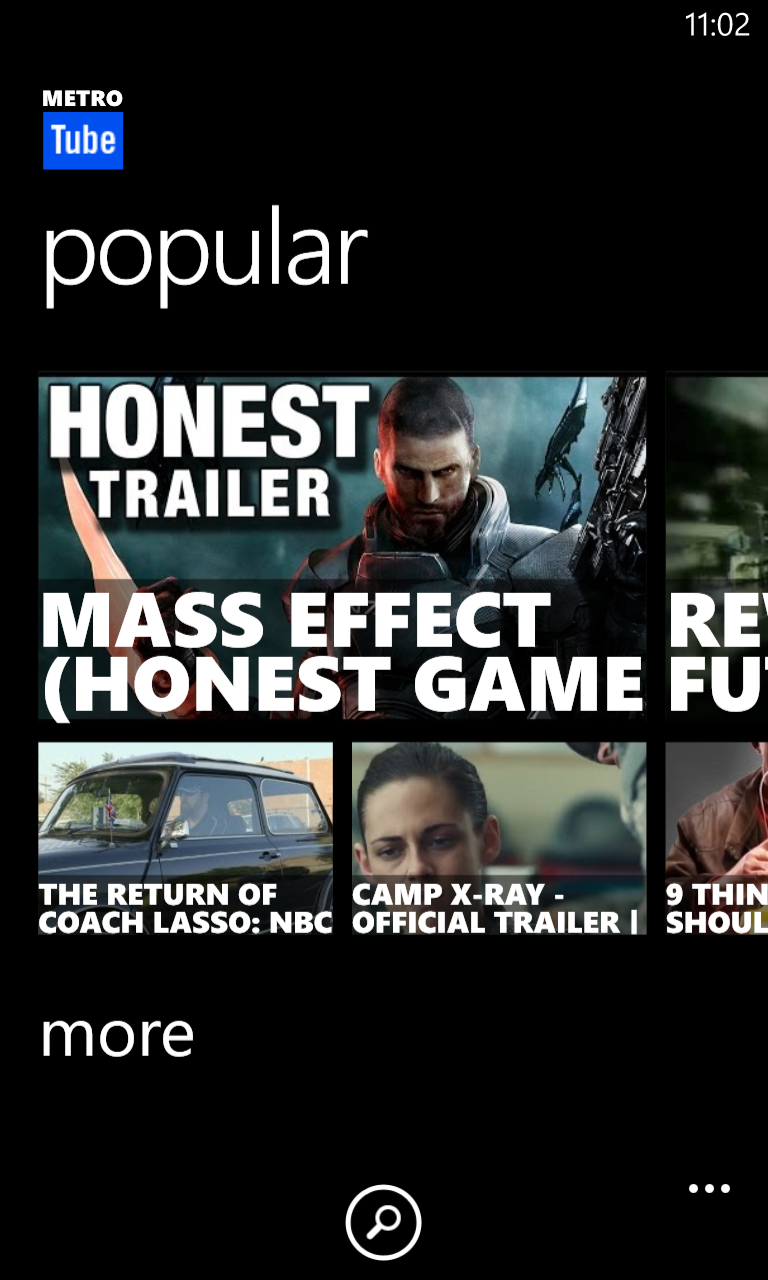 11:02
METRO
Tube
popular
HONEST
TRAILER
MASS EFFECT
(HONEST GAME
RE
FU
THE RETURN OF
COACH LASSO: NBC
CAMP X-RAY -
OFFICIAL TRAILER |
9 THIN
SHOUL
more